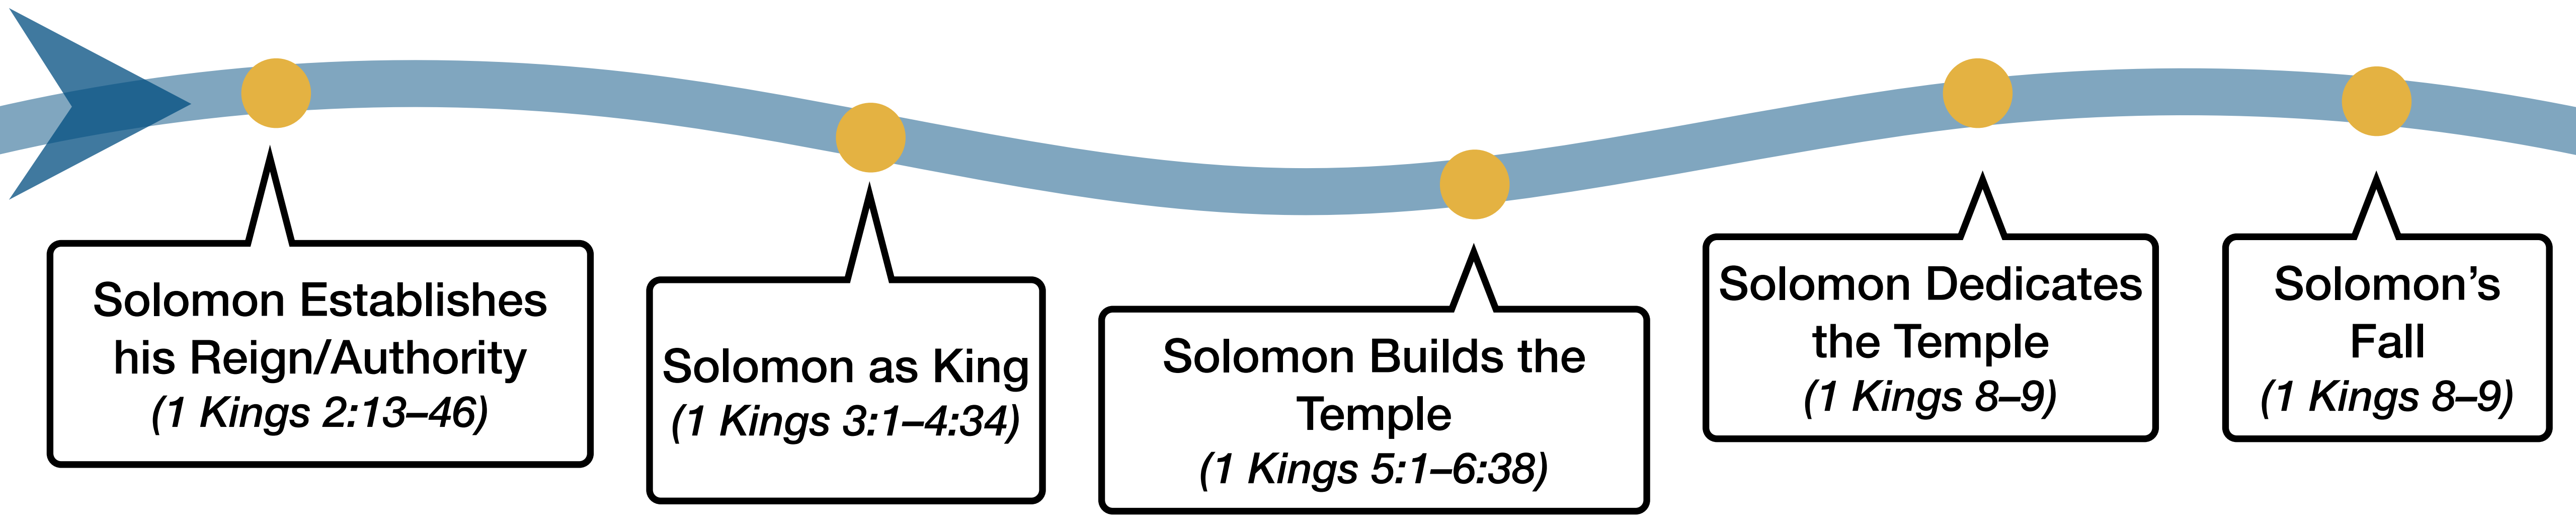 Solomon Establishes
his Reign/Authority
(1 Kings 2:13–46)
Solomon as King
(1 Kings 3:1–4:34)
Solomon Builds the
Temple
(1 Kings 5:1–6:38)
Solomon Dedicates
the Temple
(1 Kings 8–9)
Solomon’s
Fall
(1 Kings 8–9)